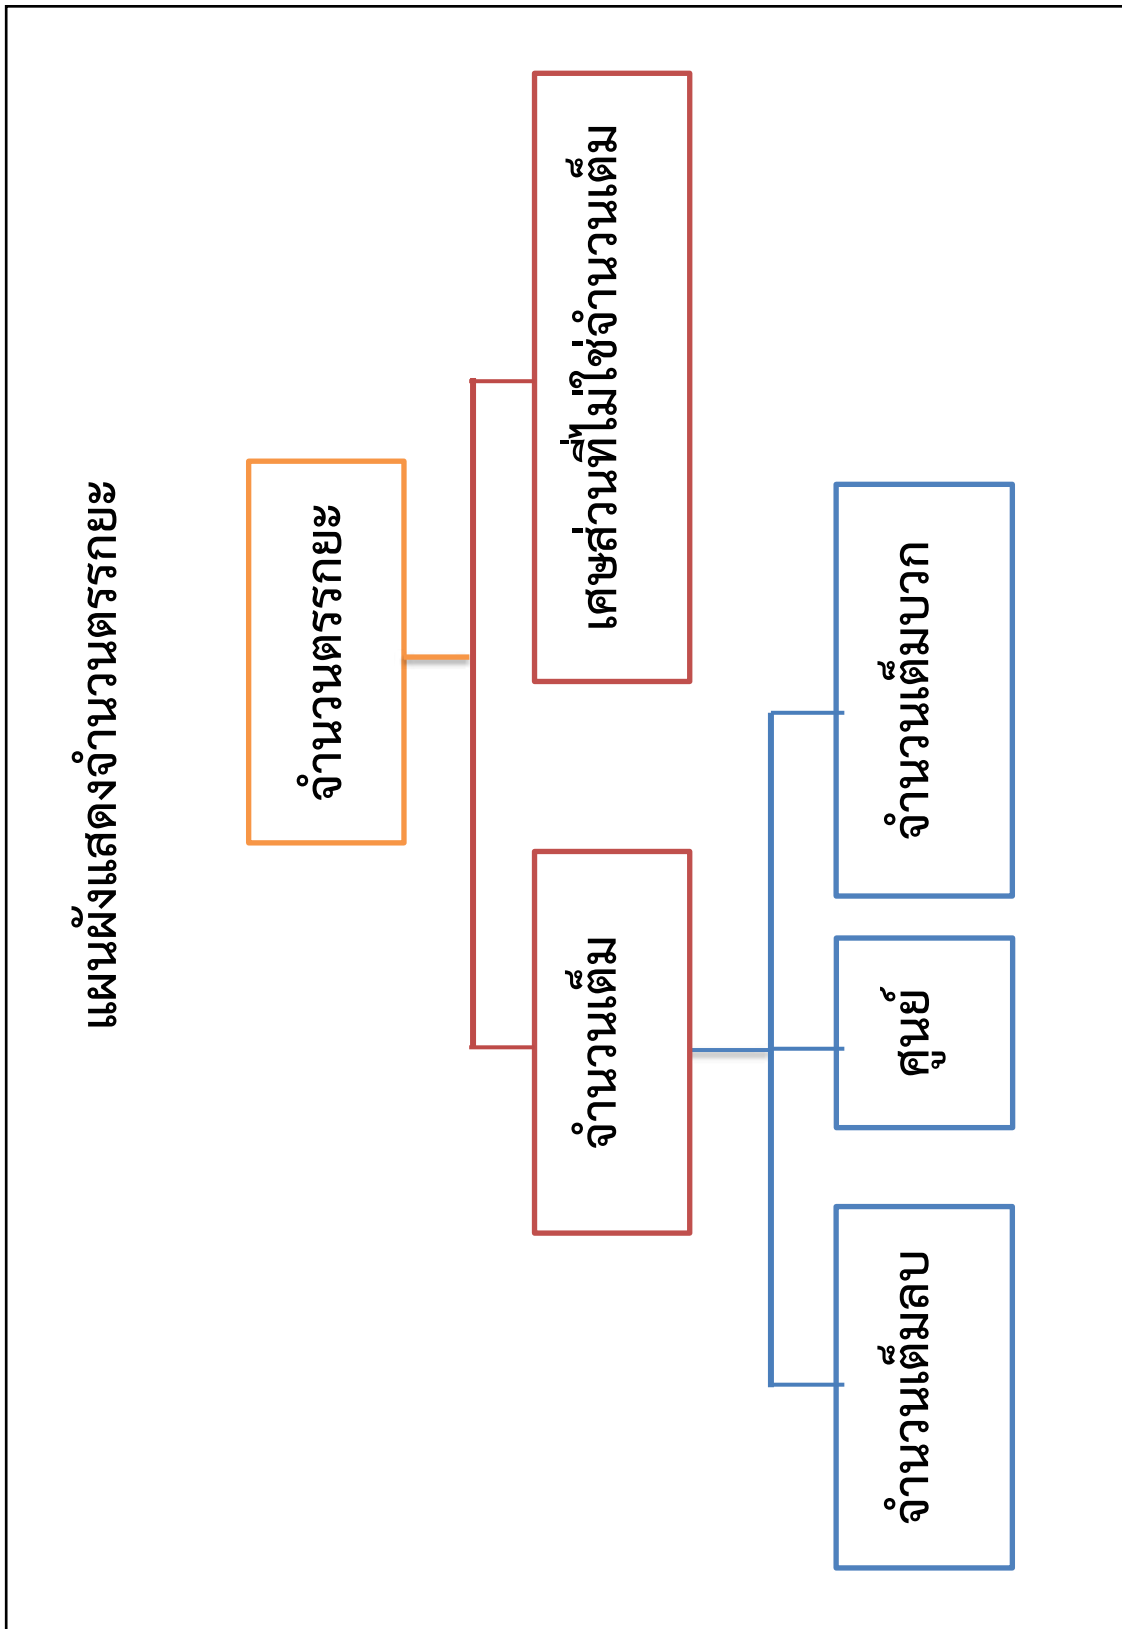 แผนผังแสดงจำนวนตรรกยะ
จำนวนตรรกยะ
จำนวนเต็ม
เศษส่วนที่ไม่ใช่จำนวนเต็ม
จำนวนเต็มลบ
ศูนย์
จำนวนเต็มบวก